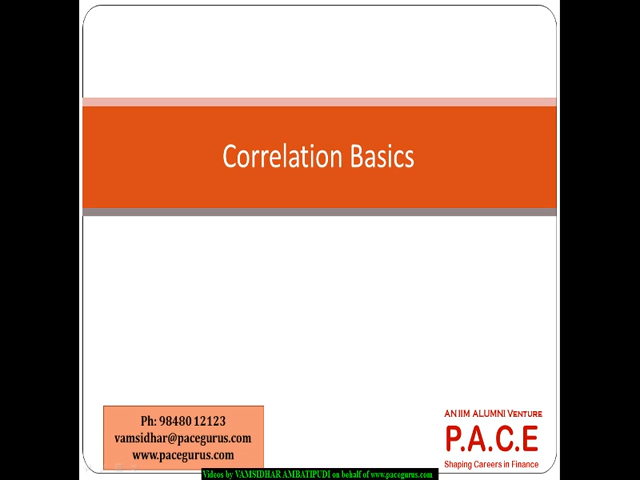 Correlation Basics
Ph: 98480 12123
vamsidhar@pacegurus.com
www.pacegurus.com
AN IIM ALUMNI VENTURE
P.A.C.E
Shaping Careers in Finance
Videos by VAMSIDHAR AMBATIPUDI on behalf of www.pacegurus.com